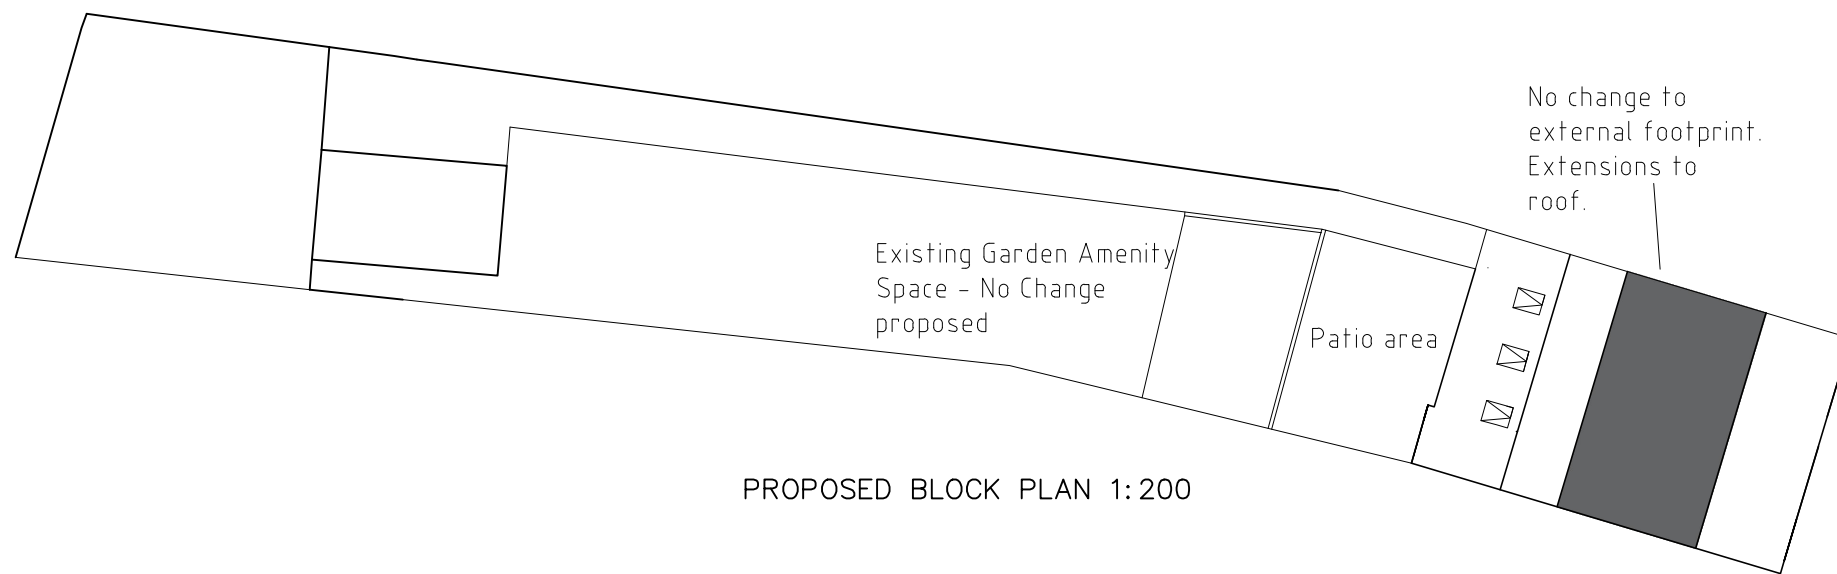 No change to
external footprint.
Extensions to
roof.
Existing Garden Amenity
Space - No Change
proposed
Patio area
PROPOSED BLOCK PLAN 1:200